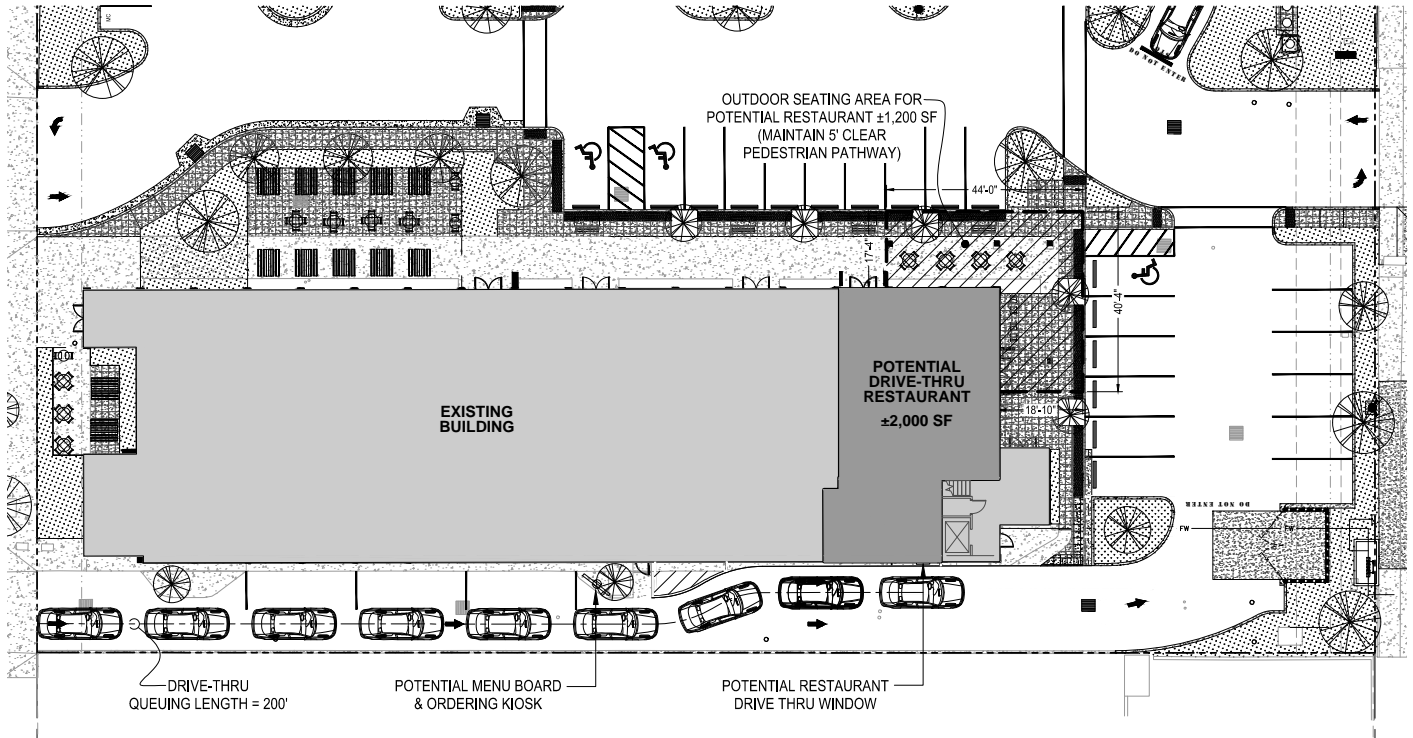 MC
DO NOT ENTER
OUTDOOR SEATING AREA FOR
POTENTIAL RESTAURANT ±1,200 SF
(MAINTAIN 5' CLEAR
PEDESTRIAN PATHWAY)
44'-0"
17'-4"
40'-4"
18'-10"
POTENTIAL
DRIVE-THRU
RESTAURANT
±2,000 SF
EXISTING
BUILDING
DO NOT ENTER
FW
FW
DRIVE-THRU
QUEUING LENGTH = 200'
POTENTIAL MENU BOARD
& ORDERING KIOSK
POTENTIAL RESTAURANT
DRIVE THRU WINDOW